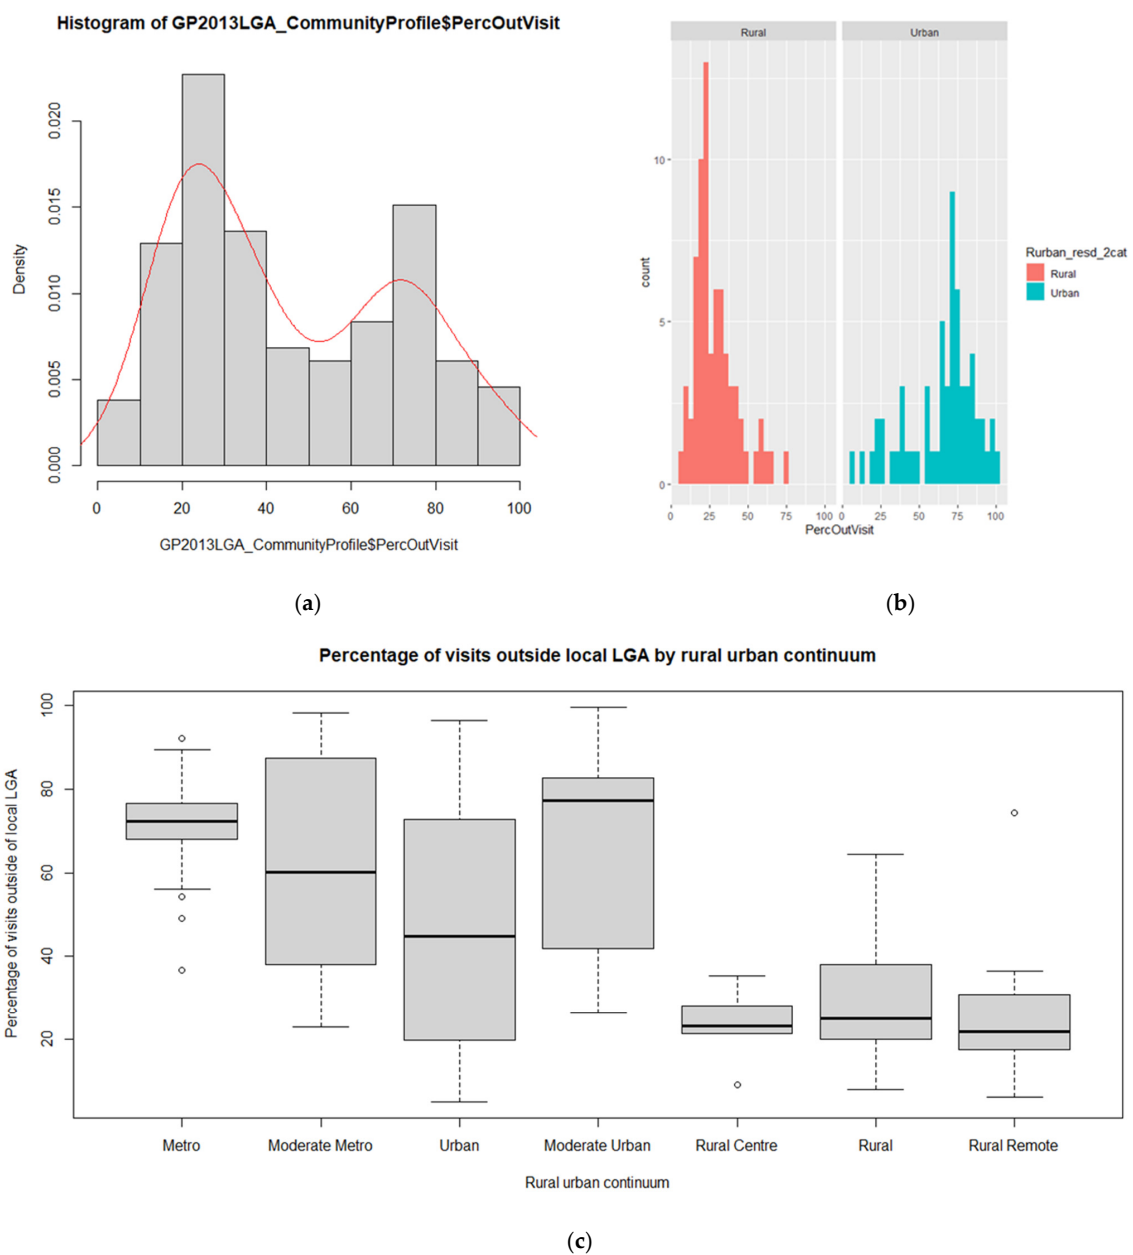 Histogram of GP2013LGA_CommunityProfile$PercOutVisit
Density
0.000 0.005 0.010 0.015 0.020
0 20 40 60 80 100
GP2013LGA_CommunityProfile$PercOutVisit
(a)
Rural Urban
count
10
5
0
0 25 50 75 100 0 25 50 75 100
PercOutVisit
Rurban_resd_2cat
Rural
Urban
(b)
Percentage of visits outside local LGA by rural urban continuum
Percentage of visits outside of local LGA
20 40 60 80 100
Metro Moderate Metro Urban Moderate Urban Rural Centre Rural Rural Remote
Rural urban continuum
(c)